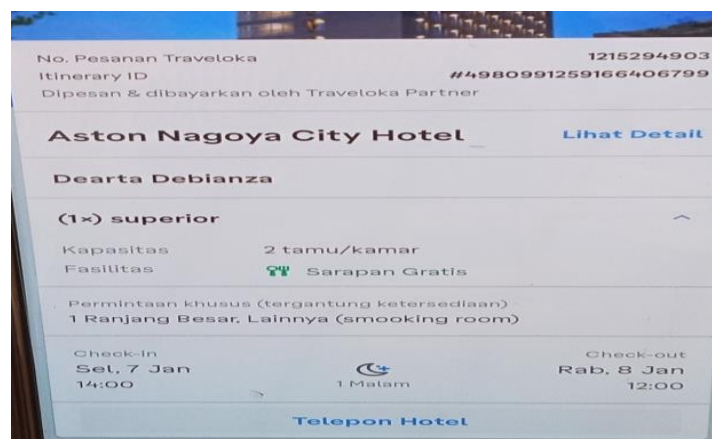 No. Pesanan Traveloka 1215294903
Itinerary ID #4980991259166406799
Dipesan & dibayarkan oleh Traveloka Partner
Aston Nagoya City Hotel Lihat Detail
Dearta Debianza
(1x) superior
Kapasitas 2 tamu/kamar
Fasilitas Sarapan Gratis
Permintaan khusus (tergantung ketersediaan)
1 Ranjang Besar, Lainnya (smooking room)
Check-in Check-out
Sel, 7 Jan Rab, 8 Jan
14:00 1 Malam 12:00
Telepon Hotel